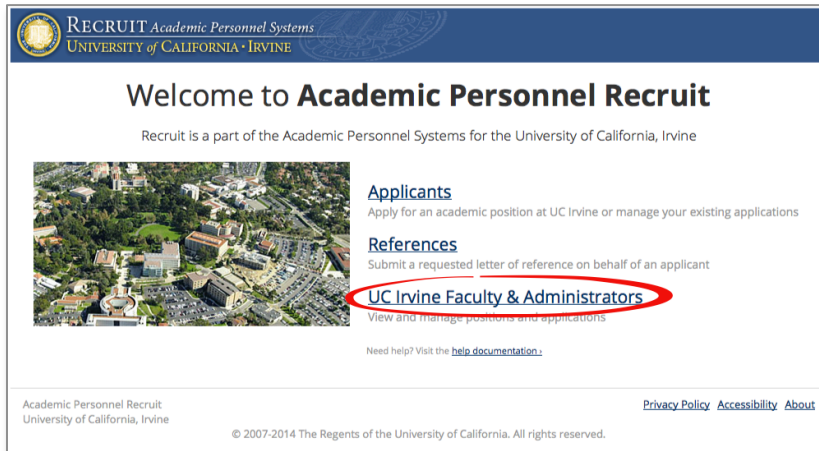 RECRUIT Academic Personnel Systems
UNIVERSITY of CALIFORNIA • IRVINE
Welcome to Academic Personnel Recruit
Recruit is a part of the Academic Personnel Systems for the University of California, Irvine
Applicants
Apply for an academic position at UC Irvine or manage your existing applications
References
Submit a requested letter of reference on behalf of an applicant
UC Irvine Faculty & Administrators
View and manage positions and applications
Need help? Visit the help documentation ›
Academic Personnel Recruit
University of California, Irvine
Privacy Policy Accessibility About
© 2007-2014 The Regents of the University of California. All rights reserved.